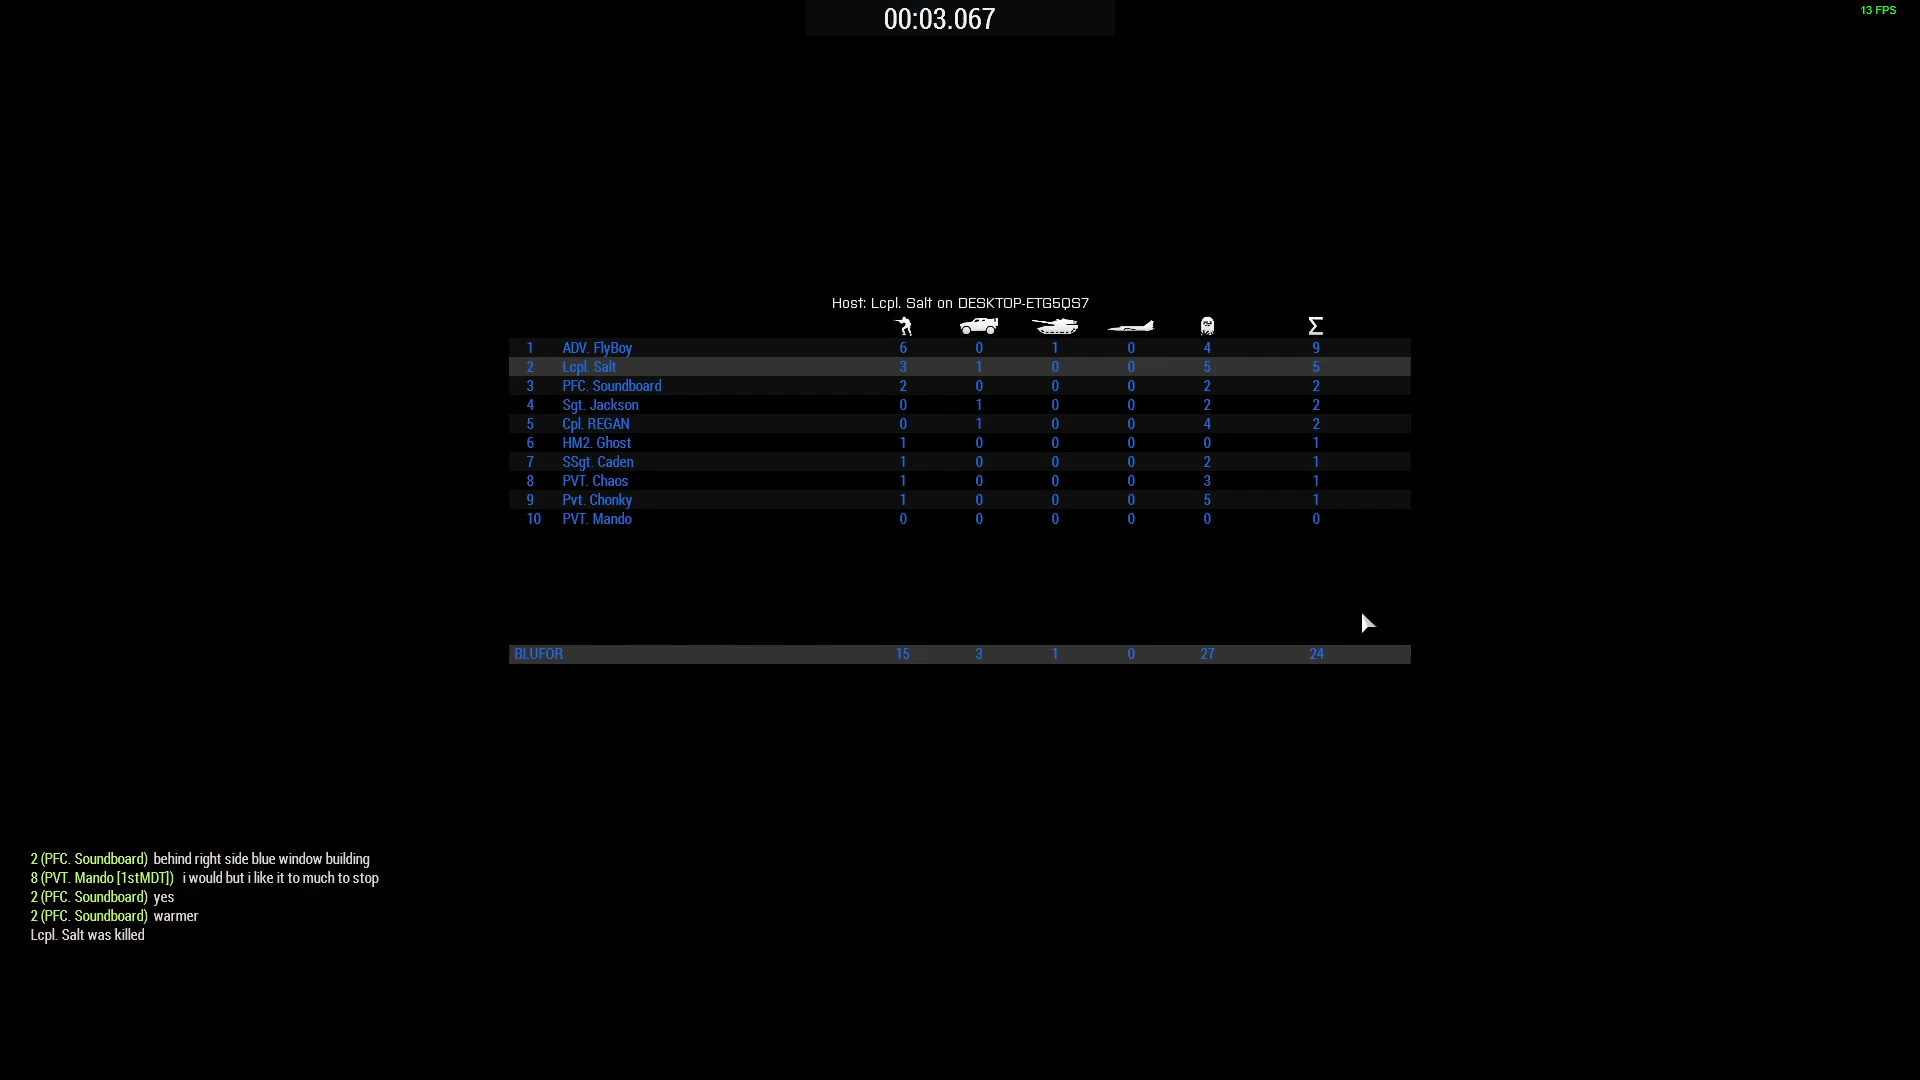 00:03.067
13 FPS
Host: Lcpl. Salt on DESKTOP-ETG5QS7
Σ
1 ADV. FlyBoy 6 0 1 0 4 9
2 Lcpl. Salt 3 1 0 0 5 5
3 PFC. Soundboard 2 0 0 0 2 2
4 Sgt. Jackson 0 1 0 0 2 2
5 Cpl. REGAN 0 1 0 0 4 2
6 HM2. Ghost 1 0 0 0 0 1
7 SSgt. Caden 1 0 0 0 2 1
8 PVT. Chaos 1 0 0 0 3 1
9 Pvt. Chonky 1 0 0 0 5 1
10 PVT. Mando 0 0 0 0 0 0
BLUFOR 15 3 1 0 27 24
2 (PFC. Soundboard) behind right side blue window building
8 (PVT. Mando [1stMDT]) i would but i like it to much to stop
2 (PFC. Soundboard) yes
2 (PFC. Soundboard) warmer
Lcpl. Salt was killed